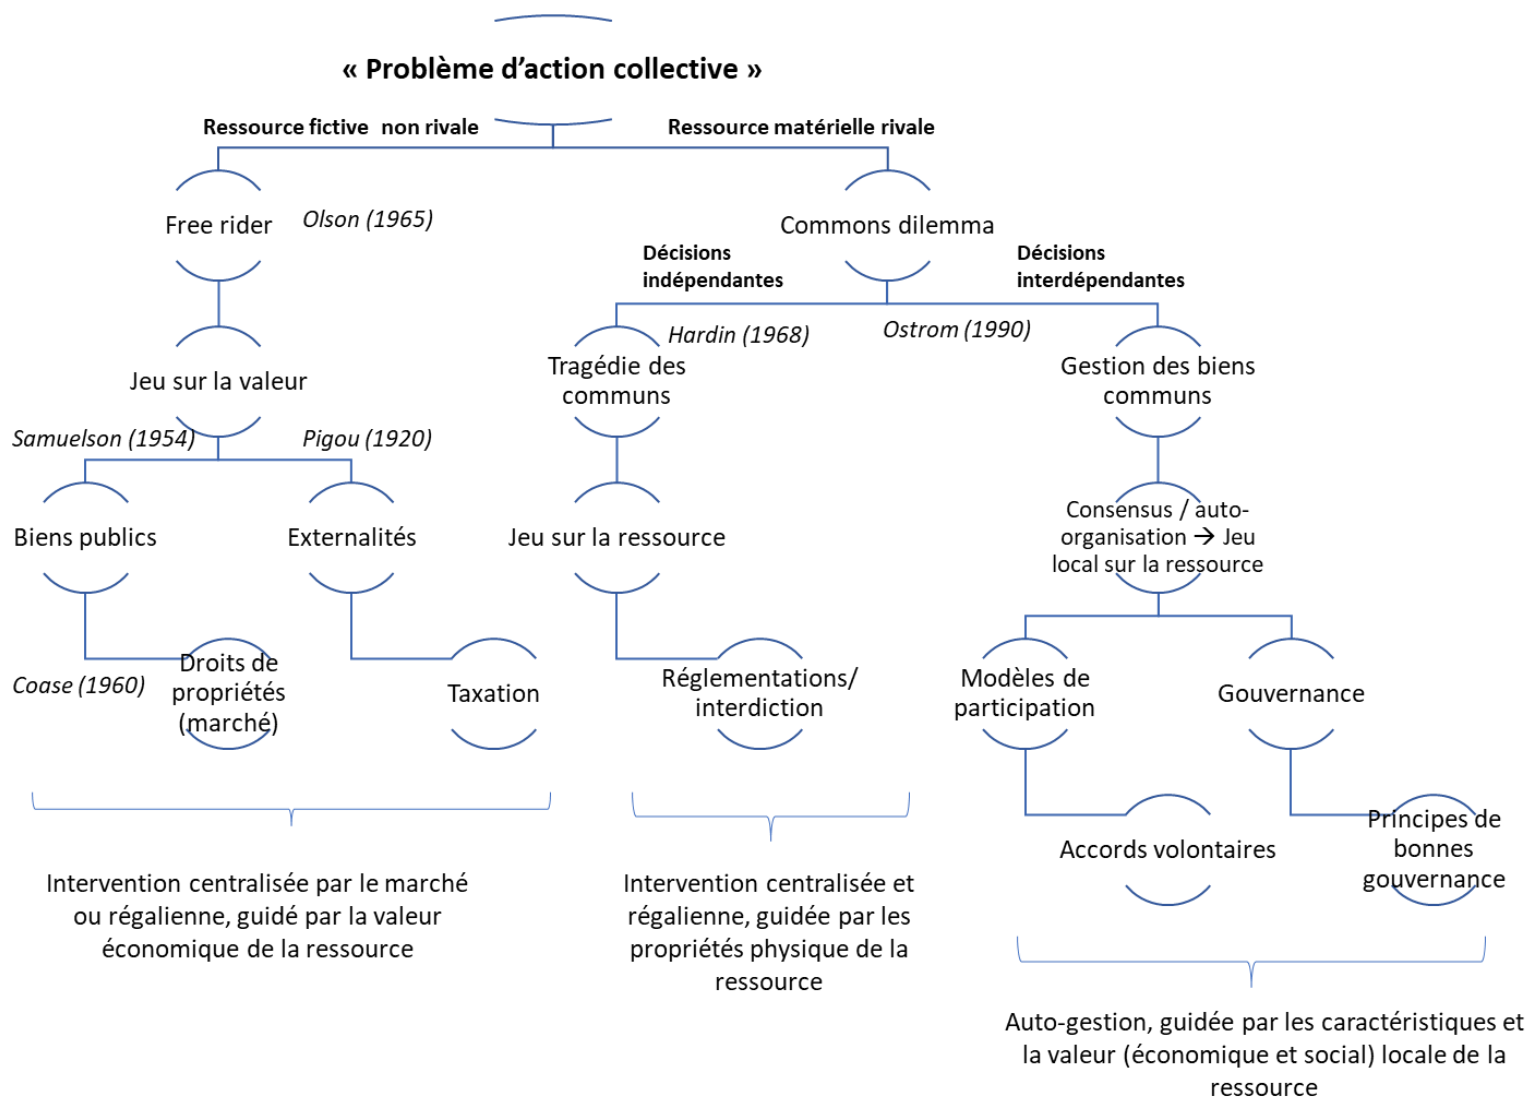 « Problème d’action collective »
Ressource fictive non rivale
Ressource matérielle rivale
Free rider
Olson (1965)
Commons dilemma
Décisions
indépendantes
Décisions
interdépendantes
Hardin (1968)
Ostrom (1990)
Jeu sur la valeur
Tragédie des
communs
Gestion des biens
communs
Samuelson (1954)
Pigou (1920)
Biens publics
Externalités
Jeu sur la ressource
Consensus / auto-
organisation → Jeu
local sur la ressource
Coase (1960)
Droits de
propriétés
(marché)
Taxation
Réglementations/
interdiction
Modèles de
participation
Gouvernance
Accords volontaires
Principes de
bonnes
gouvernance
Intervention centralisée par le marché
ou régalienne, guidé par la valeur
économique de la ressource
Intervention centralisée et
régalienne, guidée par les
propriétés physique de la
ressource
Auto-gestion, guidée par les caractéristiques et
la valeur (économique et social) locale de la
ressource